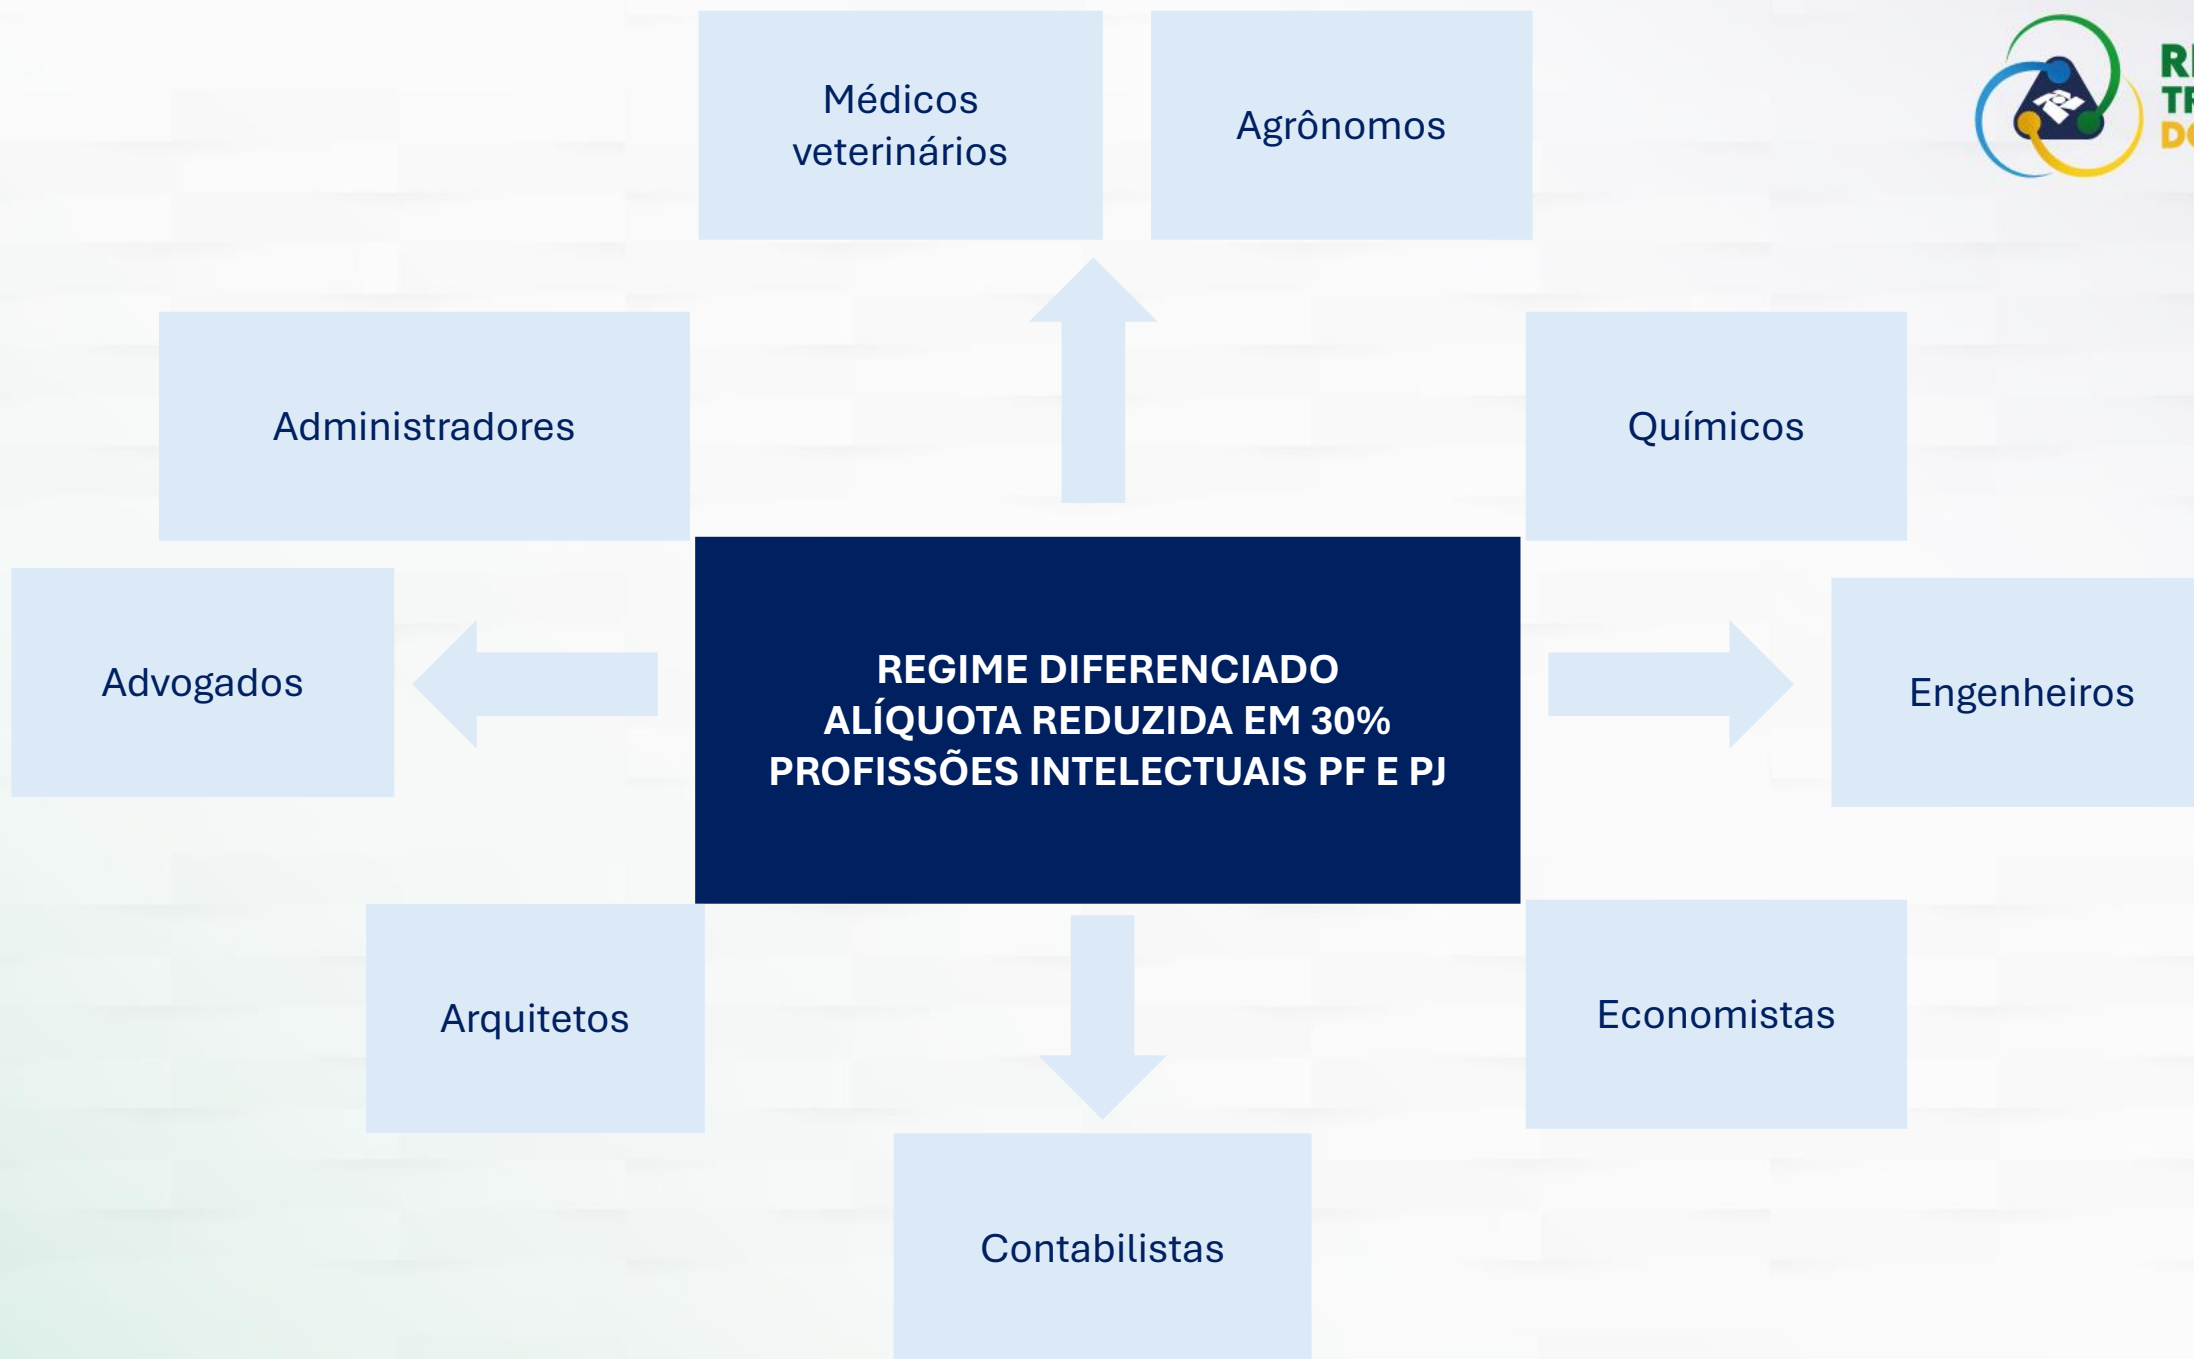 Médicos
veterinários
Agrônomos
Administradores
Químicos
Advogados
REGIME DIFERENCIADO
ALÍQUOTA REDUZIDA EM 30%
PROFISSÕES INTELECTUAIS PF E PJ
Engenheiros
Arquitetos
Economistas
Contabilistas